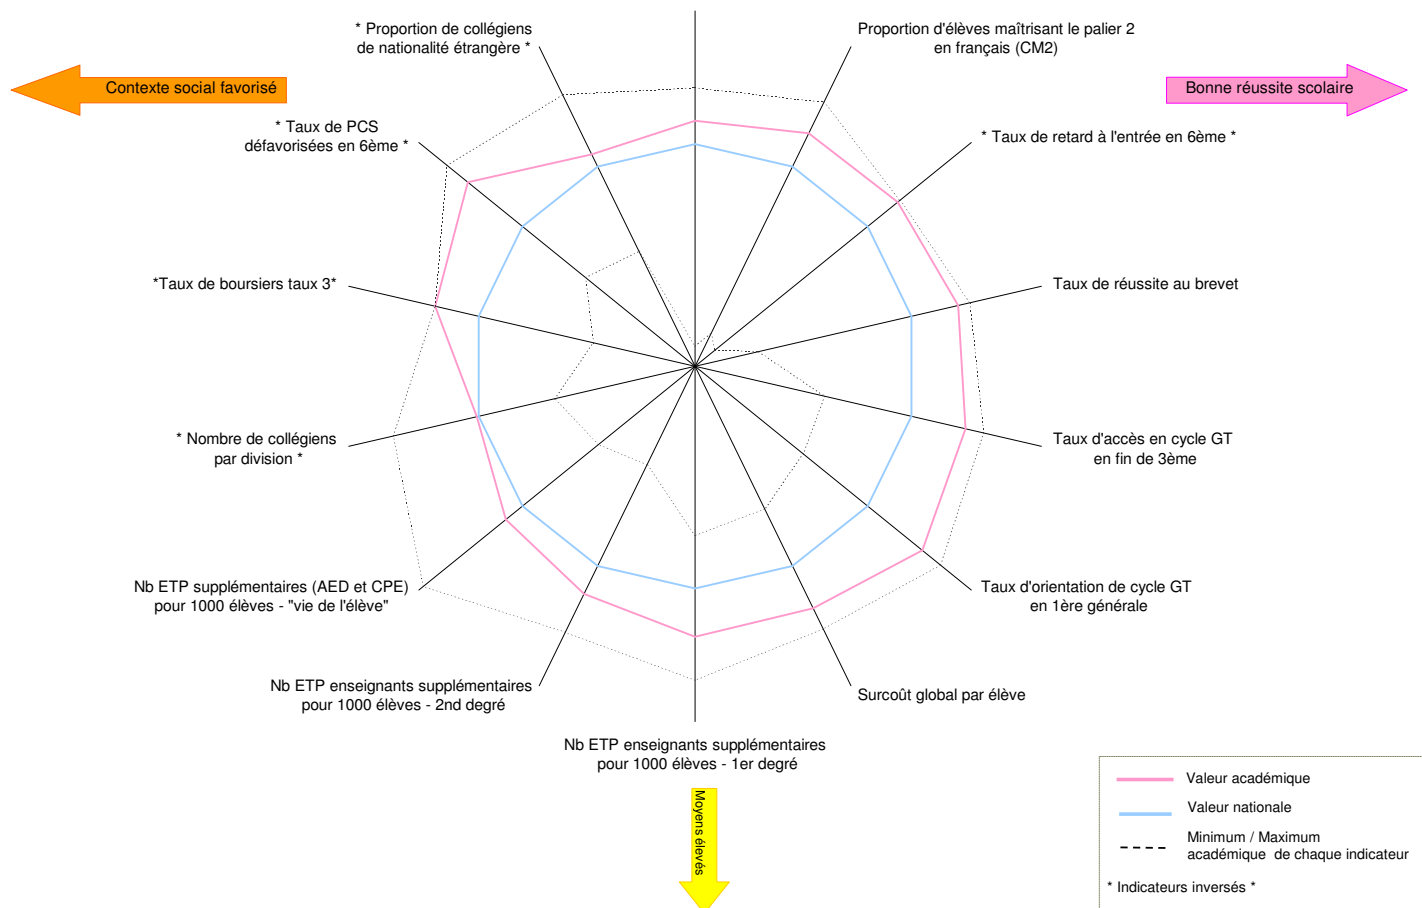 * Proportion de collégiens
de nationalité étrangère *
Proportion d'élèves maîtrisant le palier 2
en français (CM2)
Contexte social favorisé
Bonne réussite scolaire
* Taux de PCS
défavorisées en 6ème *
* Taux de retard à l'entrée en 6ème *
*Taux de boursiers taux 3*
Taux de réussite au brevet
* Nombre de collégiens
par division *
Taux d'accès en cycle GT
en fin de 3ème
Nb ETP supplémentaires (AED et CPE)
pour 1000 élèves - "vie de l'élève"
Taux d'orientation de cycle GT
en 1ère générale
Nb ETP enseignants supplémentaires
pour 1000 élèves - 2nd degré
Surcoût global par élève
Nb ETP enseignants supplémentaires
pour 1000 élèves - 1er degré
Moyens élevés
Valeur académique
Valeur nationale
Minimum / Maximum
académique de chaque indicateur
* Indicateurs inversés *